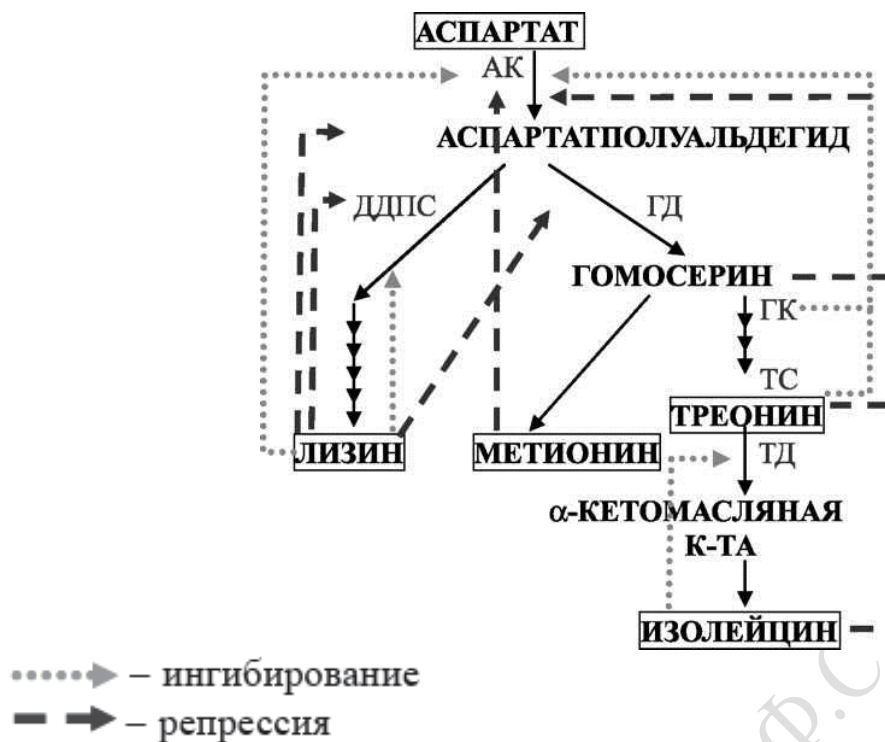 АСПАРТАТ
АК
АСПАРТАТПОЛУАЛЬДЕГИД
ДДПС
ГД
ГОМОСЕРИН
ГК
ТС
ТРЕОНИН
ЛИЗИН
МЕТИОНИН
ТД
α-КЕТОМАСЛЯНАЯ
К-ТА
ИЗОЛЕЙЦИН
– ингибирование
– репрессия
Ф.С